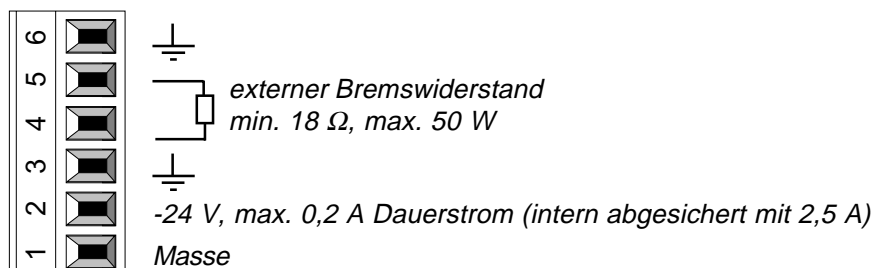 6
5
externer Bremswiderstand
4
min. 18 Ω, max. 50 W
3
2
-24 V, max. 0,2 A Dauerstrom (intern abgesichert mit 2,5 A)
1
Masse